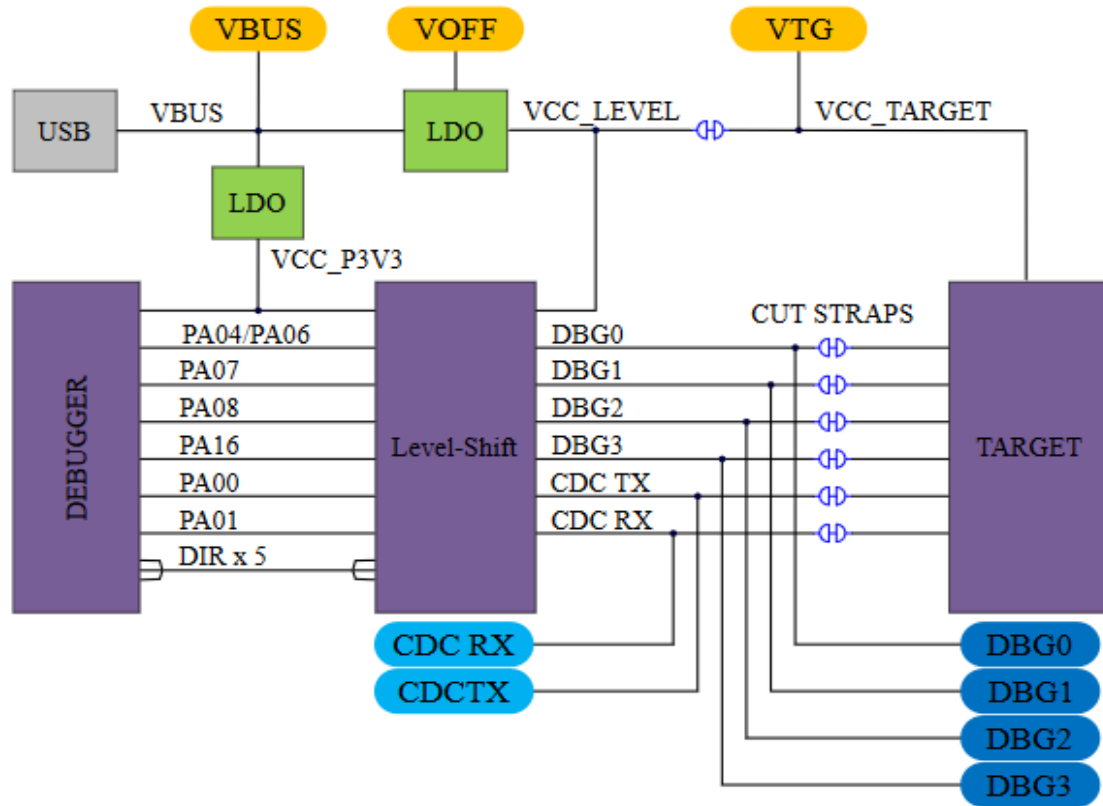 VBUS
VOFF
VTG
USB
VBUS
LDO
VCC_LEVEL
VCC_TARGET
LDO
VCC_P3V3
DEBUGGER
PA04/PA06
PA07
PA08
PA16
PA00
PA01
DIR x 5
Level-Shift
DBG0
DBG1
DBG2
DBG3
CDC TX
CDC RX
CUT STRAPS
TARGET
CDC RX
CDCTX
DBG0
DBG1
DBG2
DBG3